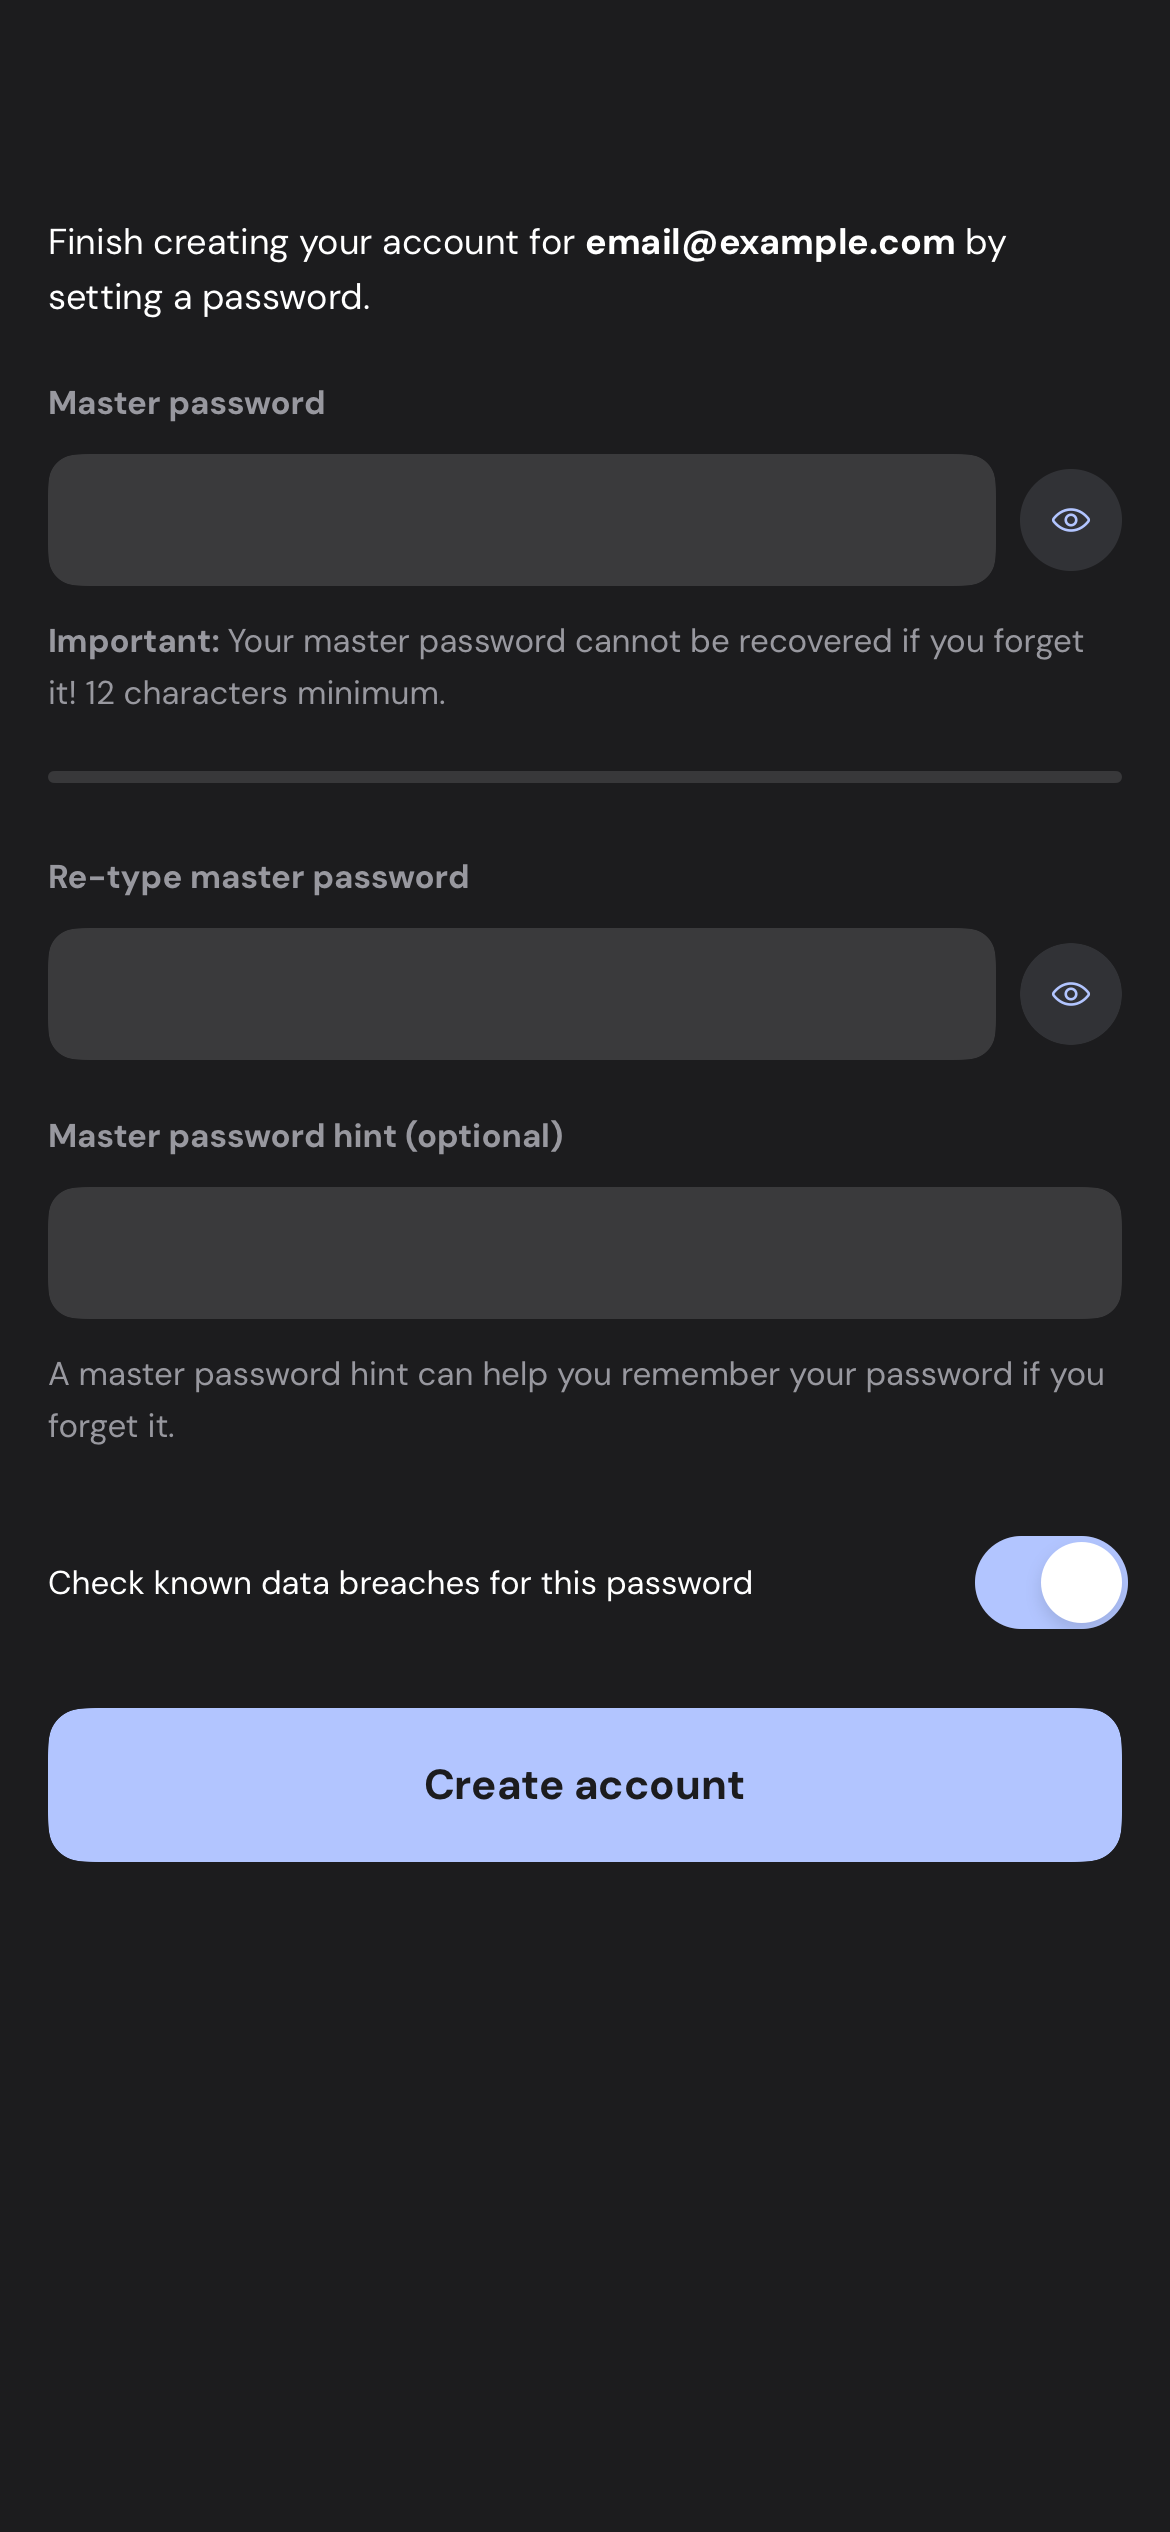 Finish creating your account for email@example.com by
setting a password.
Master password
Important: Your master password cannot be recovered if you forget
it! 12 characters minimum.
Re-type master password
Master password hint (optional)
A master password hint can help you remember your password if you
forget it.
Check known data breaches for this password
Create account